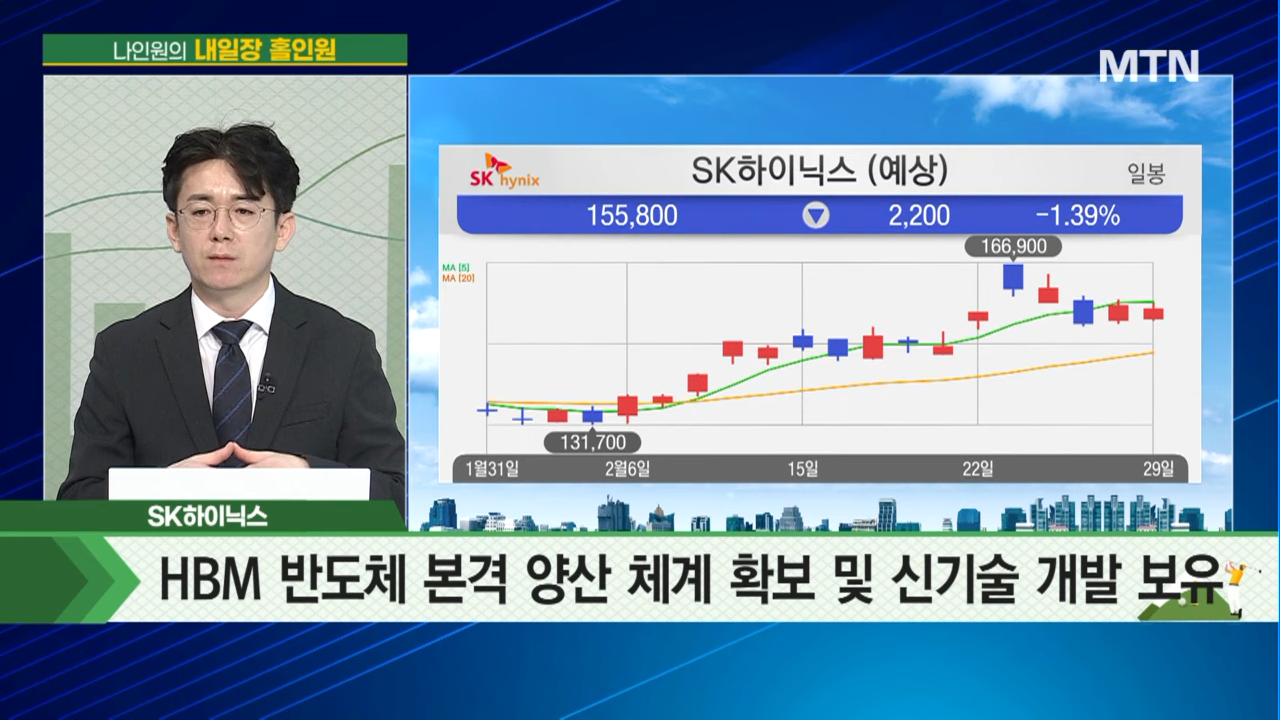 나인원의 내일장 홀인원
MTN
SK hynix
SK하이닉스 (예상)
일봉
155,800 ▼ 2,200 -1.39%
MA [5]
MA [20]
166,900
131,700
1월31일 2월6일 15일 22일 29일
SK하이닉스
HBM 반도체 본격 양산 체계 확보 및 신기술 개발 보유